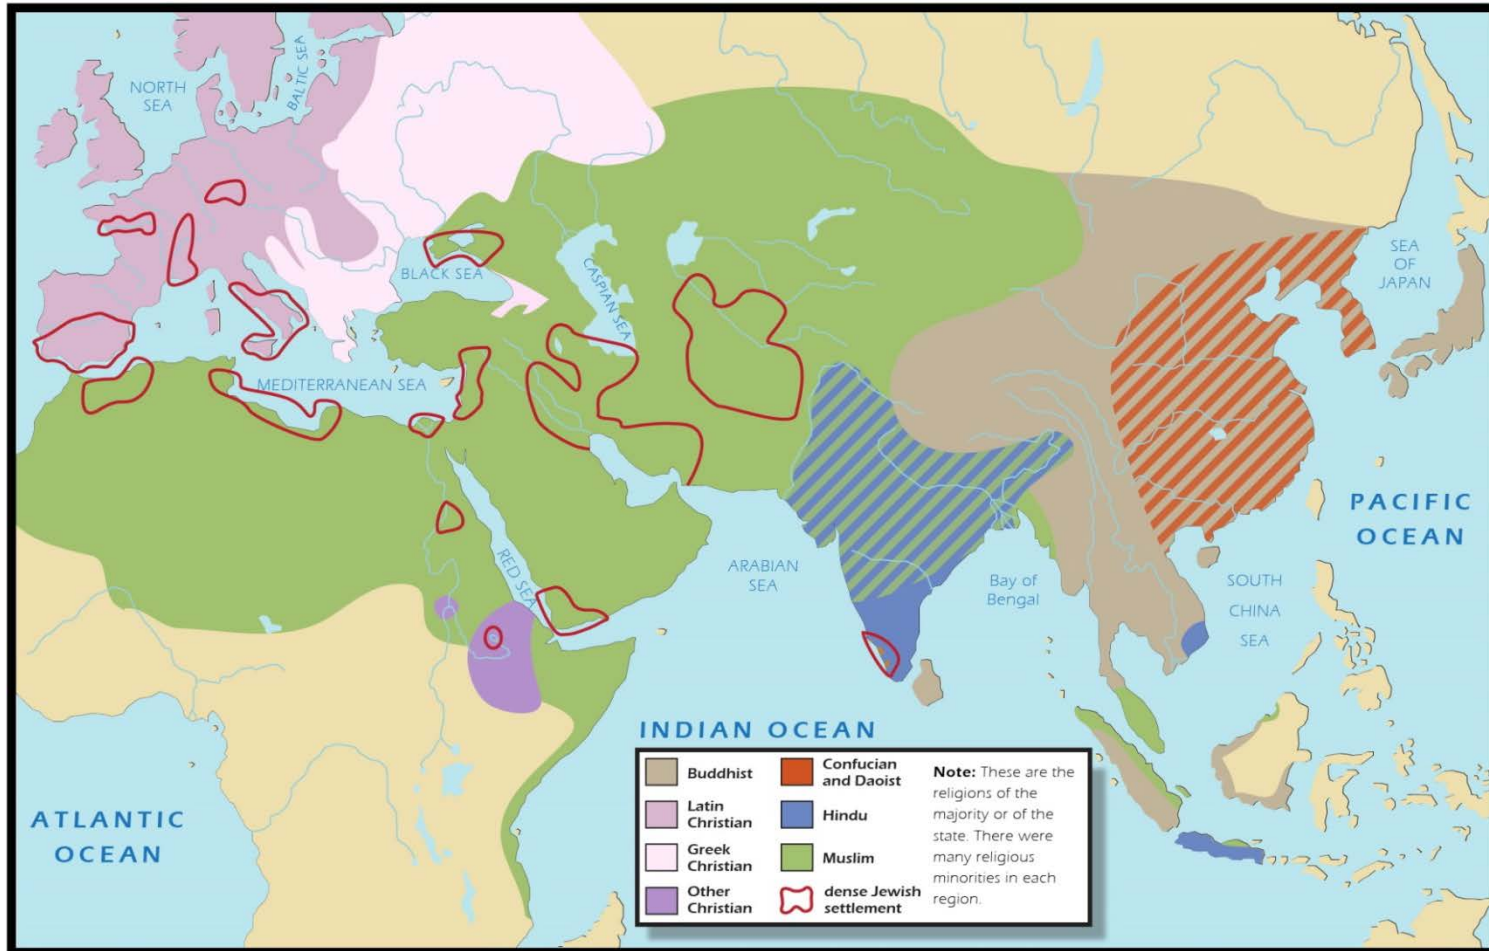 NORTH
SEA
BALTIC SEA
BLACK SEA
CASPIAN SEA
SEA
OF
JAPAN
MEDITERRANEAN SEA
RED SEA
ARABIAN
SEA
Bay of
Bengal
SOUTH
CHINA
SEA
PACIFIC
OCEAN
INDIAN OCEAN
ATLANTIC
OCEAN
Buddhist
Latin
Christian
Greek
Christian
Other
Christian
Confucian
and Daoist
Hindu
Muslim
dense Jewish
settlement
Note: These are the
religions of the
majority or of the
state. There were
many religious
minorities in each
region.